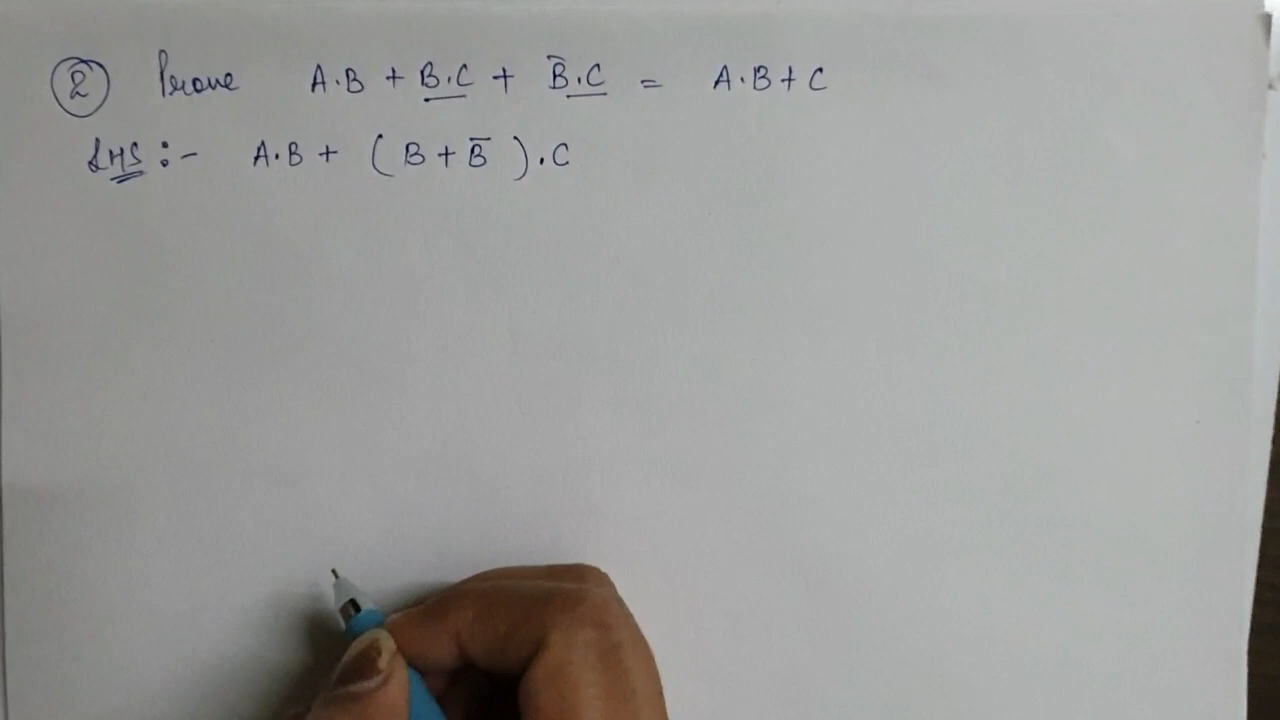 ② Prove A·B + B·C + B̅·C = A·B + C
LHS :- A·B + ( B + B̅ ) · C